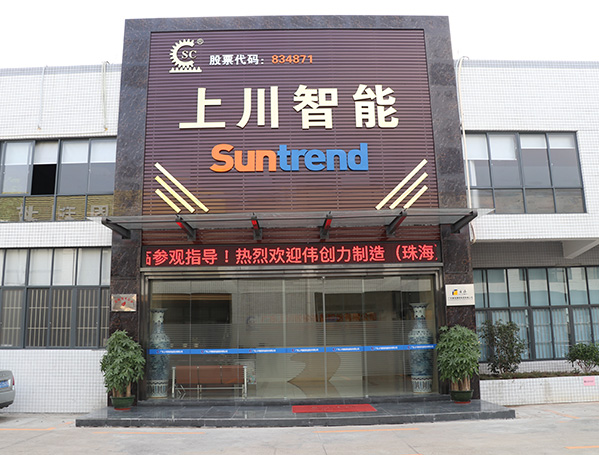 SC®
股票代码：834871
上川智能
Suntrend
临参观指导！热烈欢迎伟创力制造（珠海